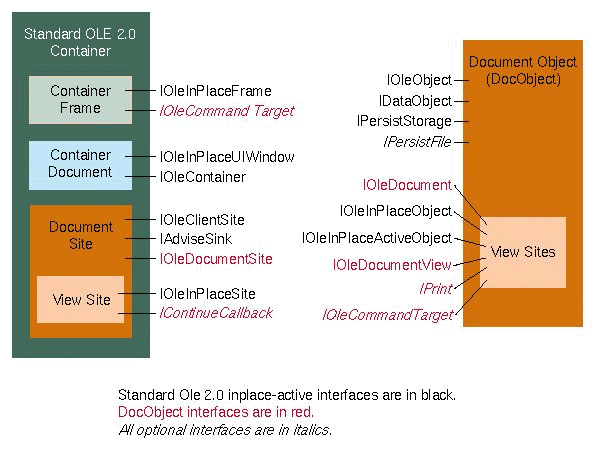 Standard OLE 2.0
Container
Container
Frame
IOleInPlaceFrame
IOleCommand Target
Container
Document
IOleInPlaceUIWindow
IOleContainer
Document
Site
IOleClientSite
IAdviseSink
IOleDocumentSite
View Site
IOleInPlaceSite
IContinueCallback
Document Object
(DocObject)
IOleObject
IDataObject
IPersistStorage
IPersistFile
IOleDocument
IOleInPlaceObject
IOleInPlaceActiveObject
IOleDocumentView
IPrint
IOleCommandTarget
View Sites
Standard Ole 2.0 inplace-active interfaces are in black.
DocObject interfaces are in red.
All optional interfaces are in italics.